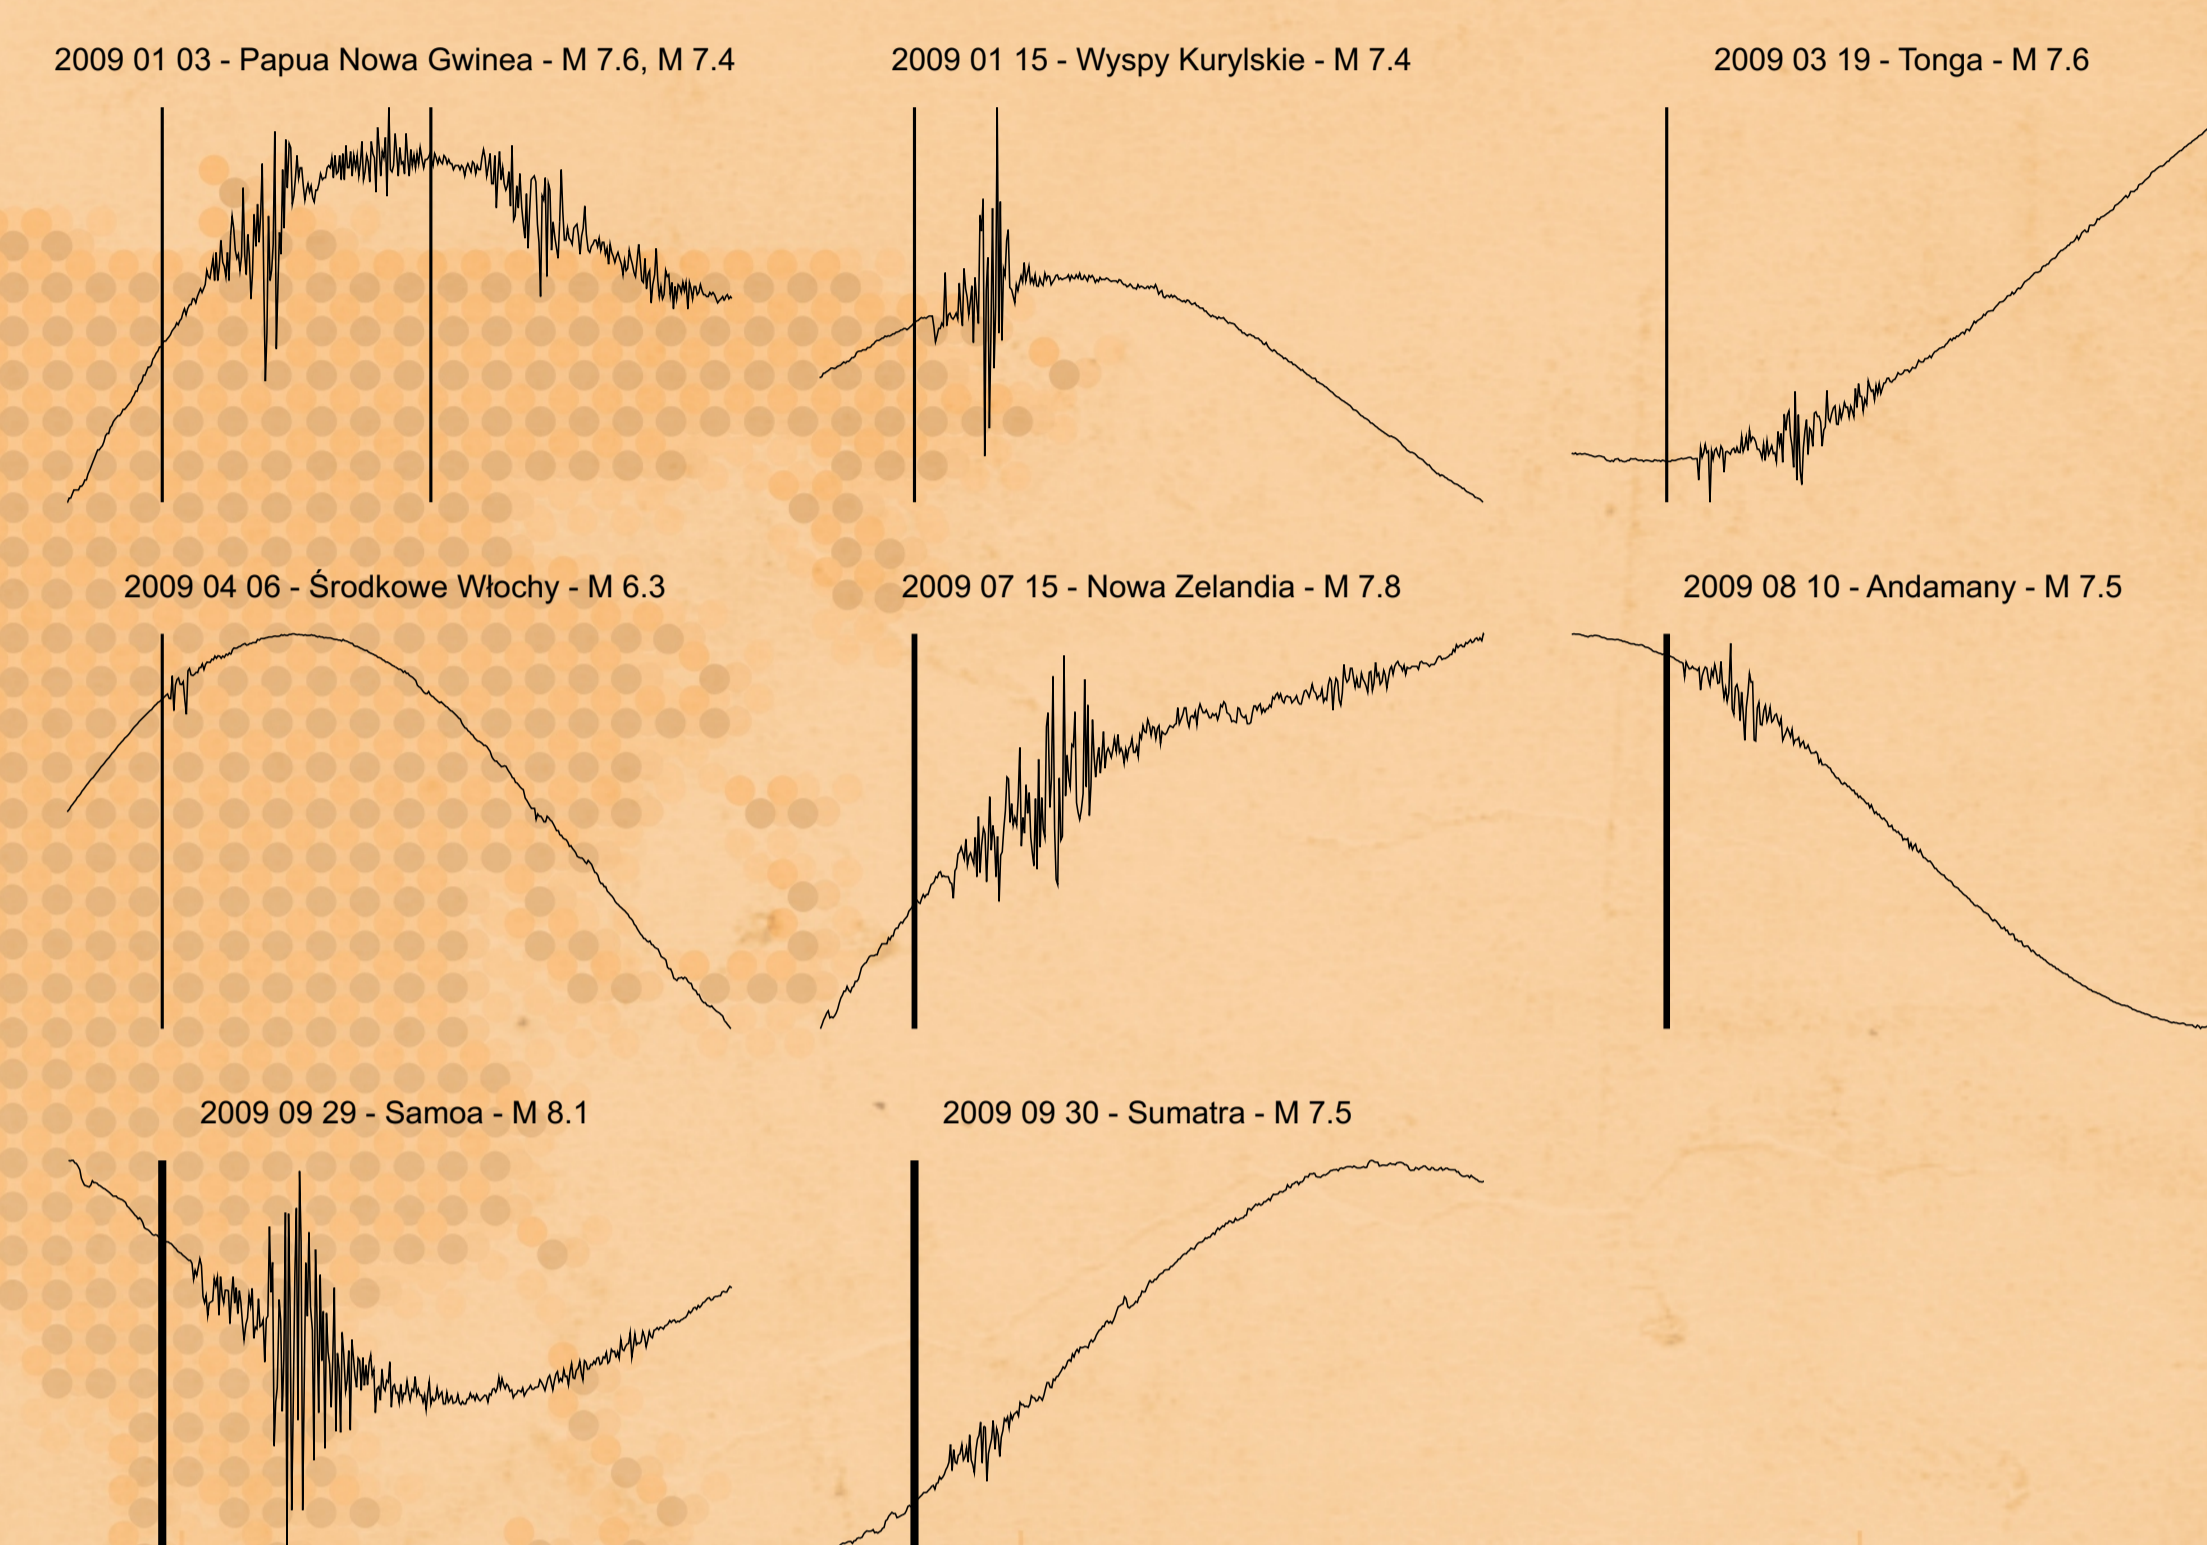 2009 01 03 - Papua Nowa Gwinea - M 7.6, M 7.4
2009 01 15 - Wyspy Kurylskie - M 7.4
2009 03 19 - Tonga - M 7.6
2009 04 06 - Środkowe Włochy - M 6.3
2009 07 15 - Nowa Zelandia - M 7.8
2009 08 10 - Andamany - M 7.5
2009 09 29 - Samoa - M 8.1
2009 09 30 - Sumatra - M 7.5